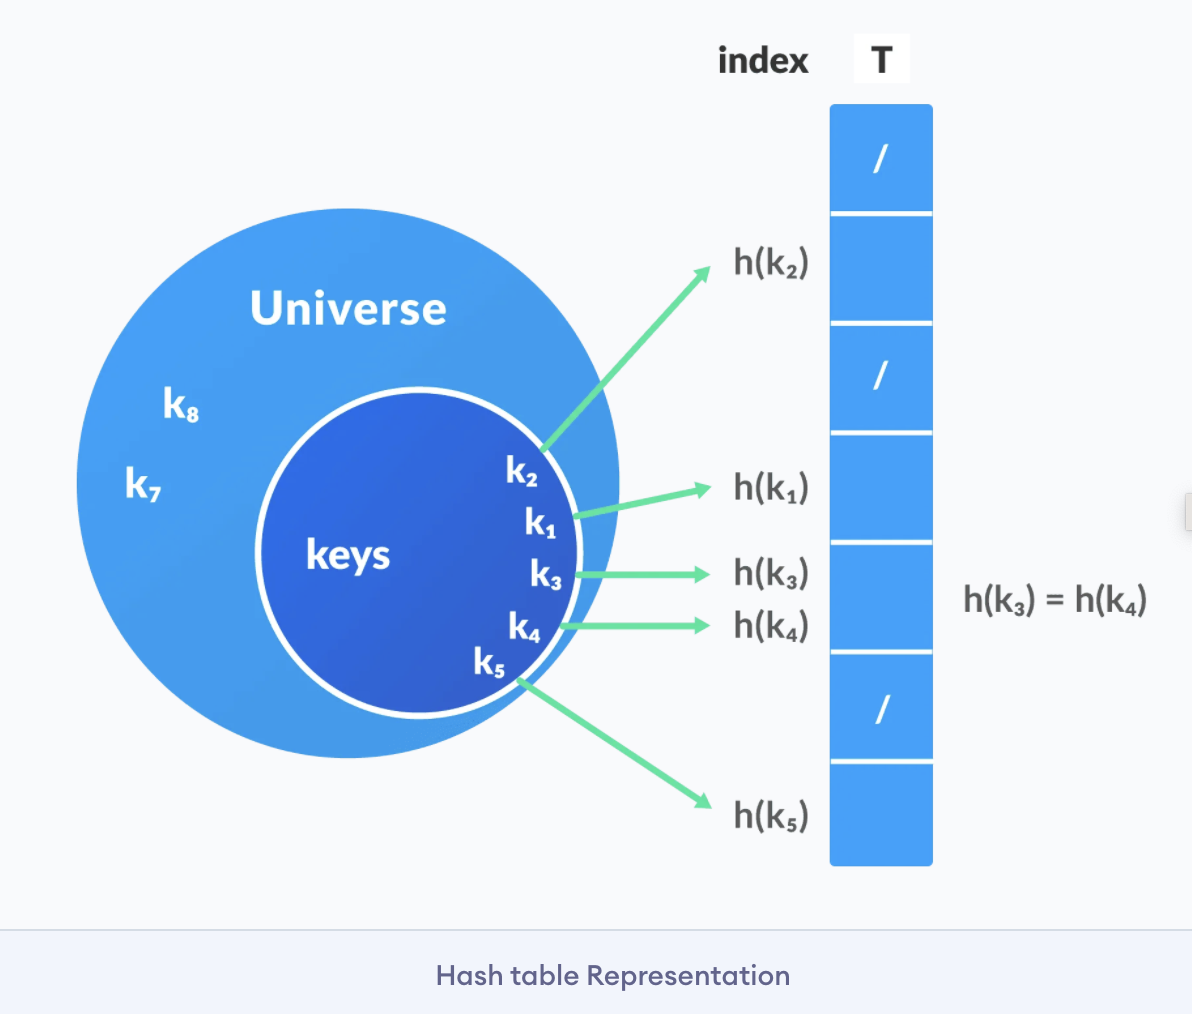 index T
/
h(k₂)
Universe
/
k₈
k₂
k₇
h(k₁)
k₁
keys
k₃
h(k₃)
h(k₃) = h(k₄)
k₄
h(k₄)
k₅
/
h(k₅)
Hash table Representation